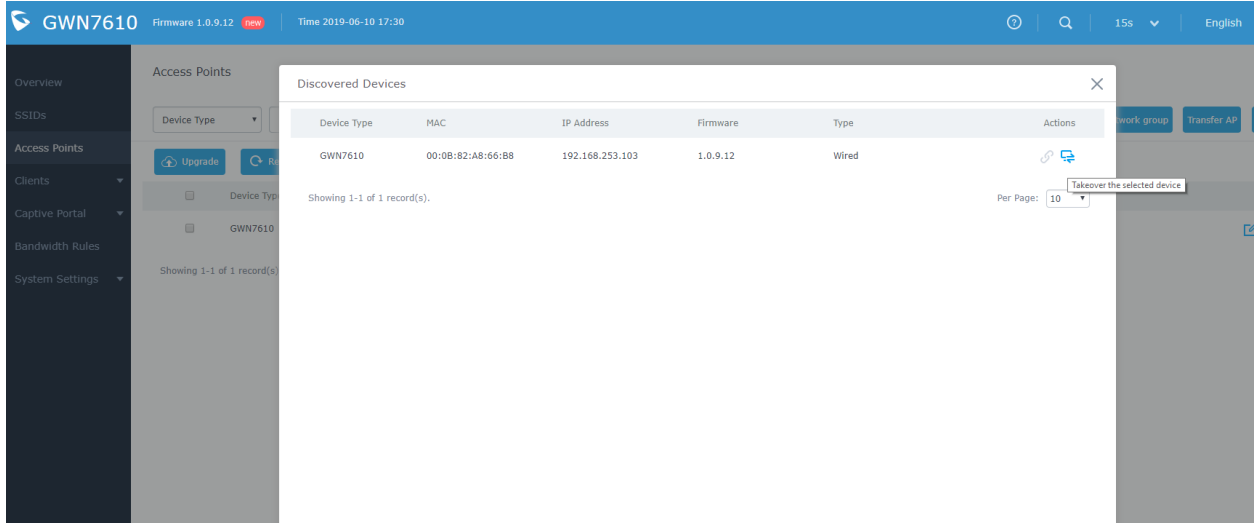 GWN7610 Firmware 1.0.9.12 new Time 2019-06-10 17:30 15s English
Overview
SSIDs
Access Points
Clients
Captive Portal
Bandwidth Rules
System Settings
Access Points
Device Type
Upgrade
GWN7610
Showing 1-1 of 1 record(s)
Transfer AP
Discovered Devices
Device Type MAC IP Address Firmware Type Actions
GWN7610 00:0B:82:A8:66:B8 192.168.253.103 1.0.9.12 Wired
Takeover the selected device
Showing 1-1 of 1 record(s). Per Page: 10